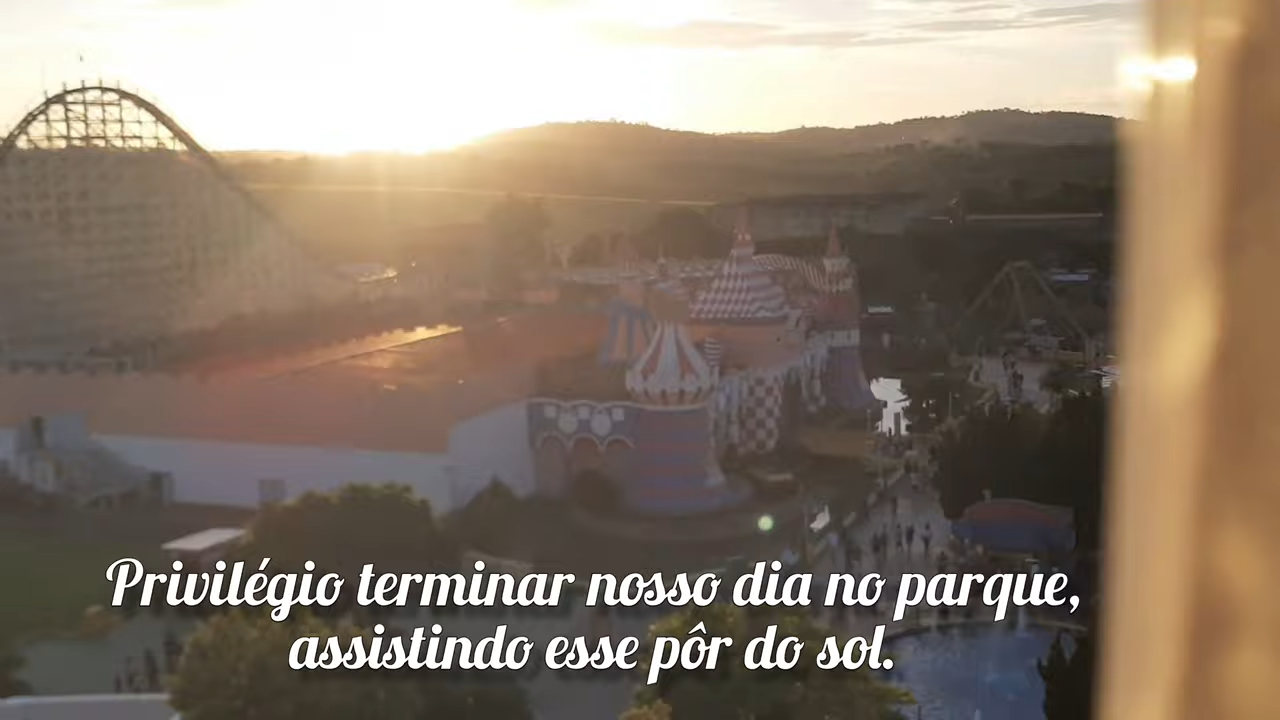 Privilégio terminar nosso dia no parque,
assistindo esse pôr do sol.